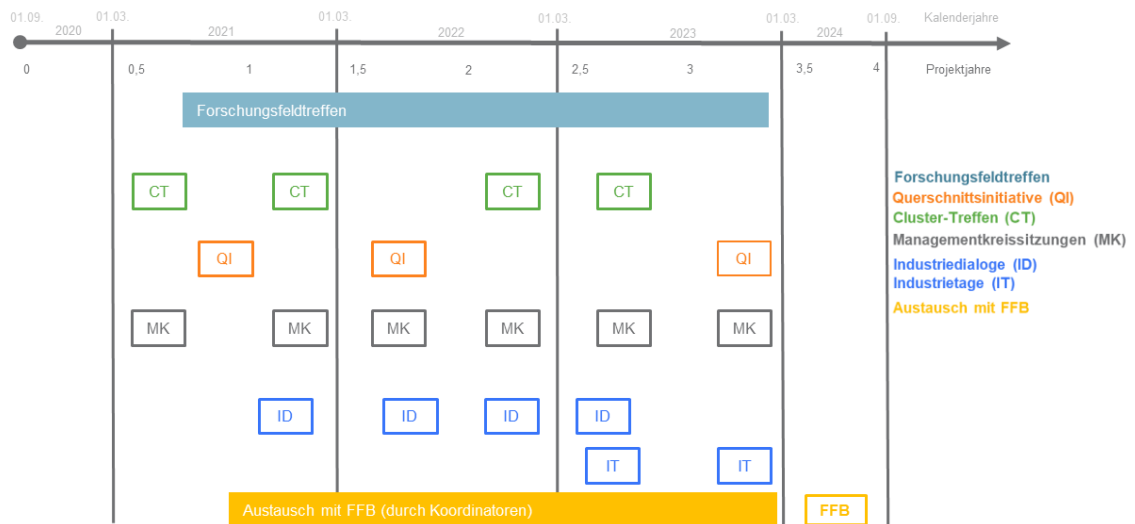 01.09. 01.03. 01.03. 01.03. 01.03. 01.09. Kalenderjahre
2020 2021 2022 2023 2024
0 0,5 1 1,5 2 2,5 3 3,5 4 Projektjahre
Forschungsfeldtreffen
CT CT CT CT
QI QI QI
MK MK MK MK MK MK
ID ID ID ID
IT IT
Austausch mit FFB (durch Koordinatoren) FFB
Forschungsfeldtreffen
Querschnittsinitiative (QI)
Cluster-Treffen (CT)
Managementkreissitzungen (MK)
Industriedialoge (ID)
Industrietage (IT)
Austausch mit FFB